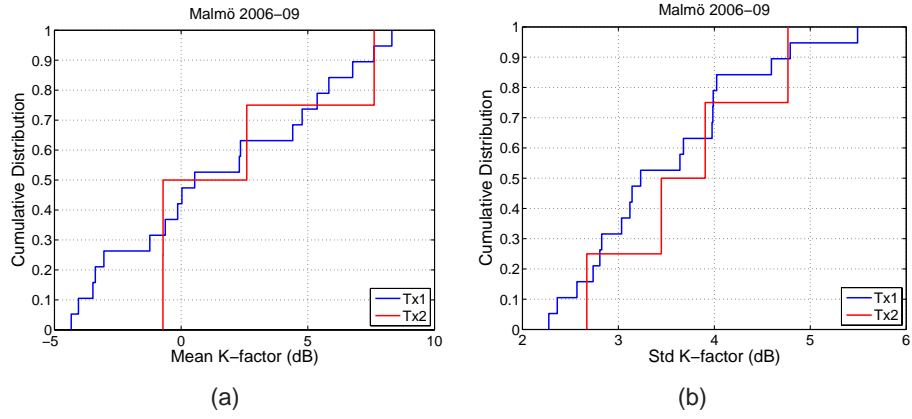 Malmö 2006−09
Cumulative Distribution
1
0.9
0.8
0.7
0.6
0.5
0.4
0.3
0.2
0.1
0
−5
0
5
10
Mean K−factor (dB)
Tx1
Tx2
(a)
Malmö 2006−09
Cumulative Distribution
1
0.9
0.8
0.7
0.6
0.5
0.4
0.3
0.2
0.1
0
2
3
4
5
6
Std K−factor (dB)
Tx1
Tx2
(b)